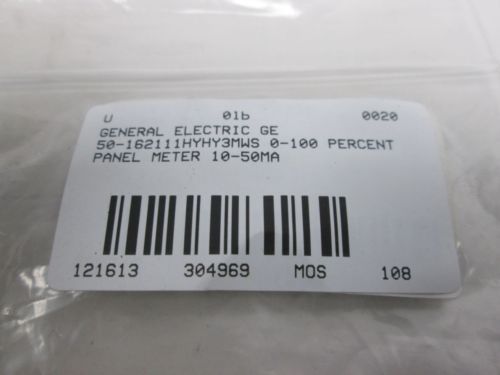 U 01b 0020
GENERAL ELECTRIC GE
50-162111HYHY3MWS 0-100 PERCENT
PANEL METER 10-50MA
121613 304969 MOS 108